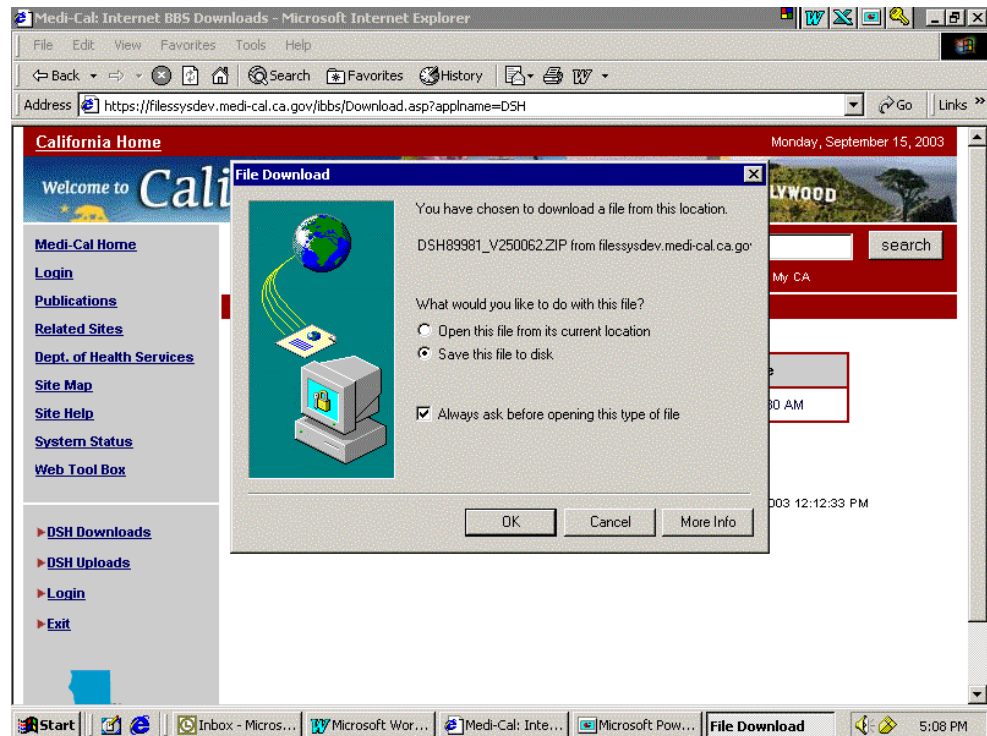 Medi-Cal: Internet BBS Downloads - Microsoft Internet Explorer
File Edit View Favorites Tools Help
Back Search Favorites History
Address https://filessysdev.medi-cal.ca.gov/ibbs/Download.asp?applname=DSH Go Links »
California Home Monday, September 15, 2003
Welcome to Cali
LYWOOD
File Download
You have chosen to download a file from this location.
DSH89981_V250062.ZIP from filessysdev.medi-cal.ca.go
What would you like to do with this file?
Open this file from its current location
Save this file to disk
Always ask before opening this type of file
OK Cancel More Info
search
My CA
30 AM
003 12:12:33 PM
Medi-Cal Home
Login
Publications
Related Sites
Dept. of Health Services
Site Map
Site Help
System Status
Web Tool Box
DSH Downloads
DSH Uploads
Login
Exit
Start Inbox - Micros... Microsoft Wor... Medi-Cal: Inte... Microsoft Pow... File Download 5:08 PM